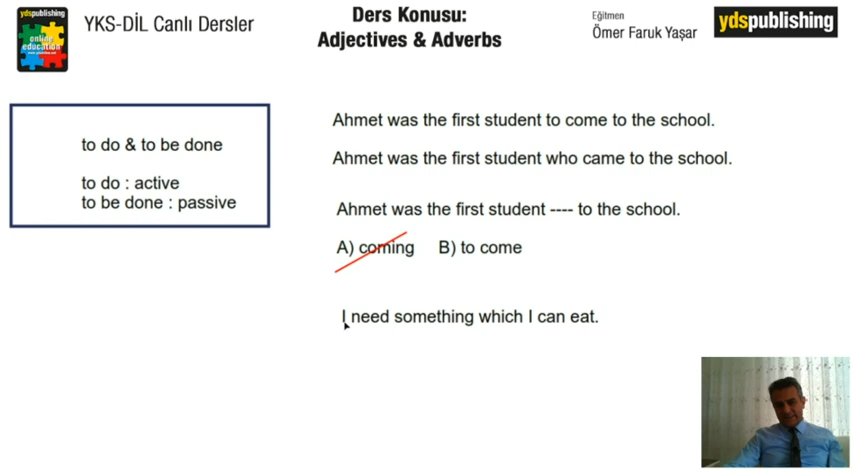 ydspublishing
online
education
YKS-DİL Canlı Dersler
Ders Konusu:
Adjectives & Adverbs
Eğitmen
Ömer Faruk Yaşar
ydspublishing
to do & to be done
to do : active
to be done : passive
Ahmet was the first student to come to the school.
Ahmet was the first student who came to the school.
Ahmet was the first student ---- to the school.
A) coming B) to come
I need something which I can eat.